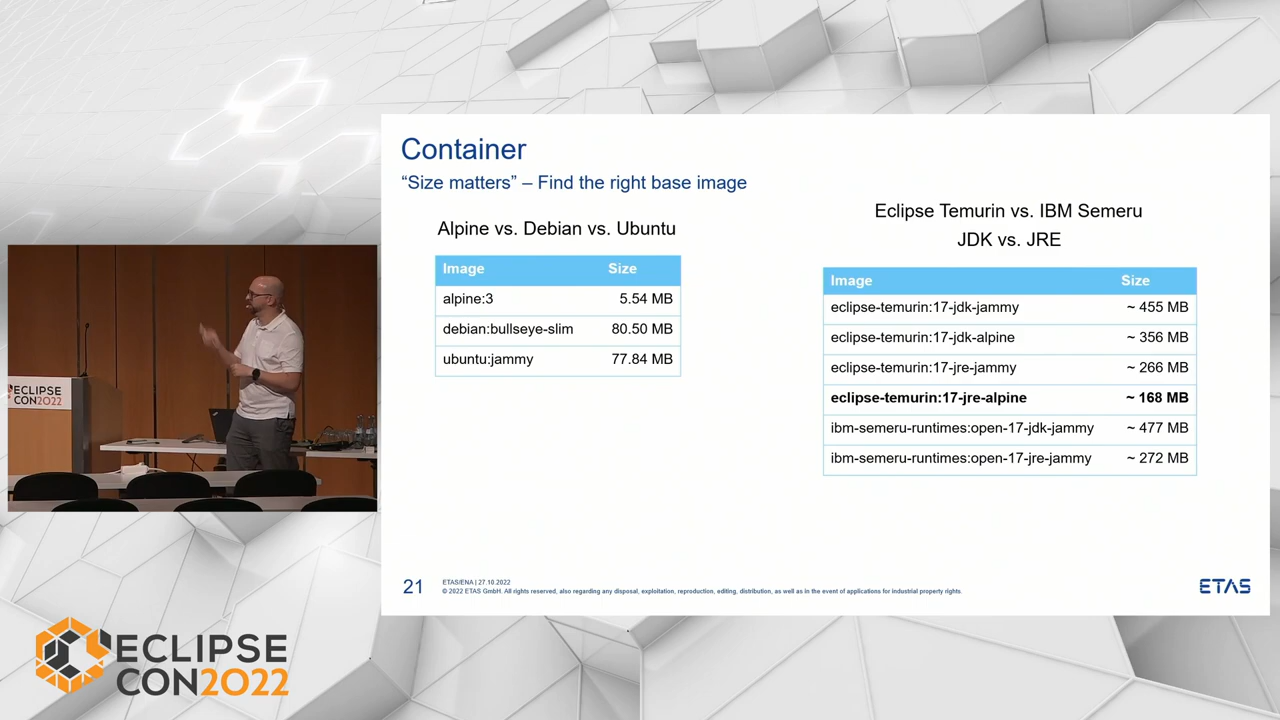 Container
“Size matters” – Find the right base image
Alpine vs. Debian vs. Ubuntu
Image Size
alpine:3 5.54 MB
debian:bullseye-slim 80.50 MB
ubuntu:jammy 77.84 MB
Eclipse Temurin vs. IBM Semeru
JDK vs. JRE
Image Size
eclipse-temurin:17-jdk-jammy ~ 455 MB
eclipse-temurin:17-jdk-alpine ~ 356 MB
eclipse-temurin:17-jre-jammy ~ 266 MB
eclipse-temurin:17-jre-alpine ~ 168 MB
ibm-semeru-runtimes:open-17-jdk-jammy ~ 477 MB
ibm-semeru-runtimes:open-17-jre-jammy ~ 272 MB
21
ETAS/ENA | 27.10.2022
© 2022 ETAS GmbH. All rights reserved, also regarding any disposal, exploitation, reproduction, editing, distribution, as well as in the event of applications for industrial property rights.
ETAS
ECLIPSE
CON2022
ECLIPSE
CON2022